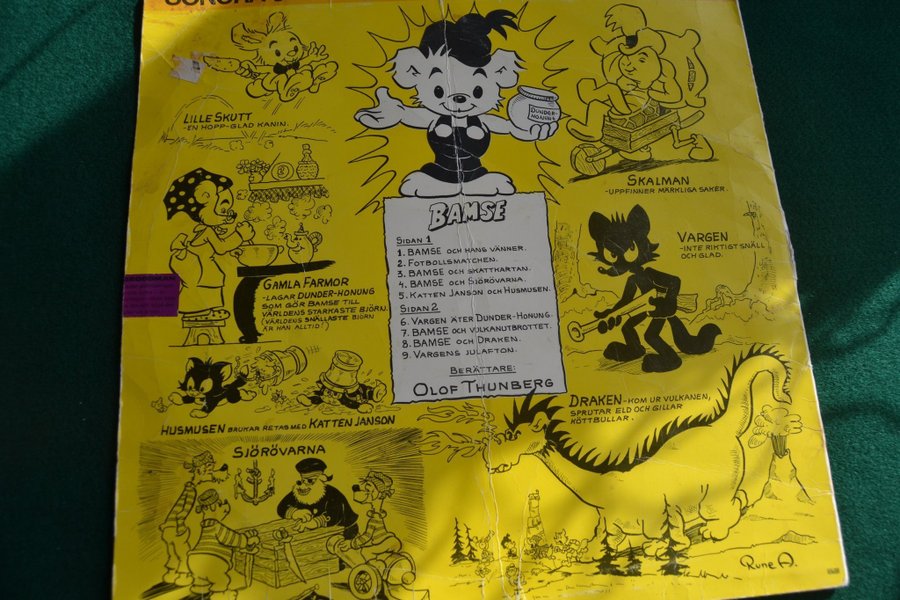 DUNDER-
HONUNG
LILLE SKUTT
-EN HOPP-GLAD KANIN.
SKALMAN
-UPPFINNER MÄRKLIGA SAKER.
BAMSE
SIDAN 1
1. BAMSE OCH HANS VÄNNER.
2. FOTBOLLSMATCHEN.
3. BAMSE OCH SKATTKARTAN.
4. BAMSE OCH SJÖRÖVARNA.
5. KATTEN JANSON OCH HUSMUSEN.
SIDAN 2
6. VARGEN ÄTER DUNDER-HONUNG.
7. BAMSE OCH VULKANUTBROTTET.
8. BAMSE OCH DRAKEN.
9. VARGENS JULAFTON.
BERÄTTARE:
OLOF THUNBERG
VARGEN
-INTE RIKTIGT SNÄLL
OCH GLAD.
GAMLA FARMOR
-LAGAR DUNDER-HONUNG
SOM GÖR BAMSE TILL
VÄRLDENS STARKASTE BJÖRN.
(VÄRLDENS SNÄLLASTE BJÖRN
ÄR HAN ALLTID!)
HUSMUSEN BRUKAR RETAS MED KATTEN JANSON
DRAKEN -KOM UR VULKANEN,
SPRUTAR ELD OCH GILLAR
KÖTTBULLAR.
SJÖRÖVARNA
Rune A.